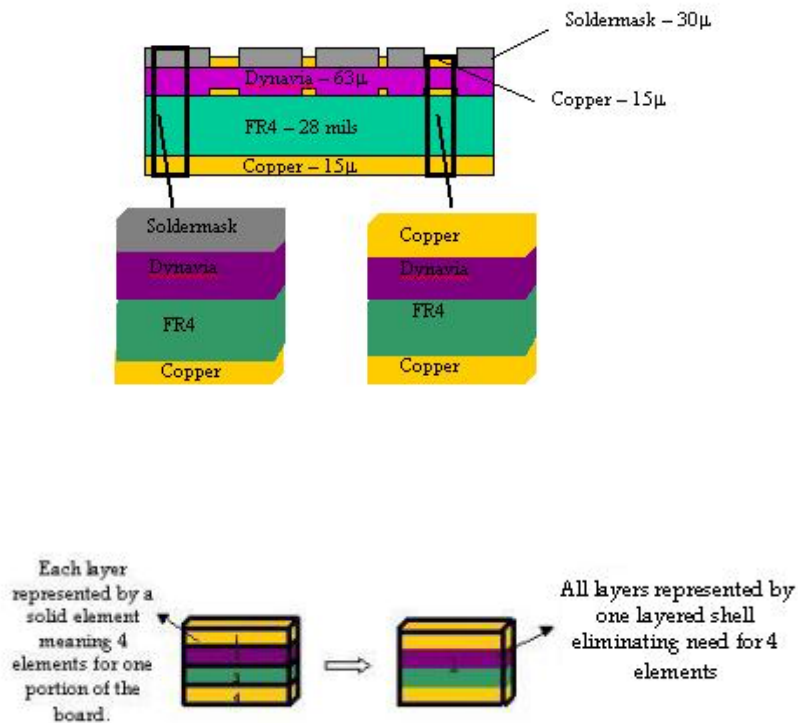 Soldermask – 30µ
Dynavia – 63µ
Copper – 15µ
FR4 – 28 mils
Copper – 15µ
Soldermask
Dynavia
FR4
Copper
Copper
Dynavia
FR4
Copper
Each layer
represented by a
solid element
meaning 4
elements for one
portion of the
board.
1
3
4
All layers represented by
one layered shell
eliminating need for 4
elements